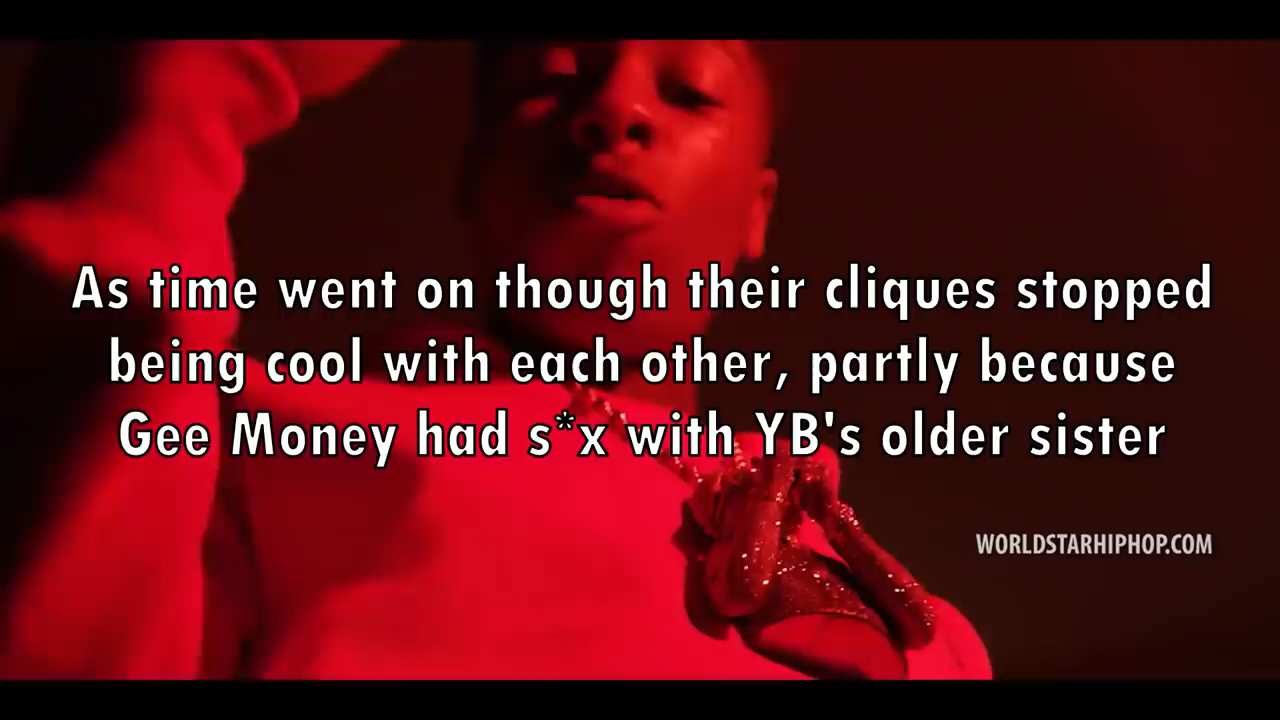 As time went on though their cliques stopped
being cool with each other, partly because
Gee Money had s*x with YB's older sister
WORLDSTARHIPHOP.COM